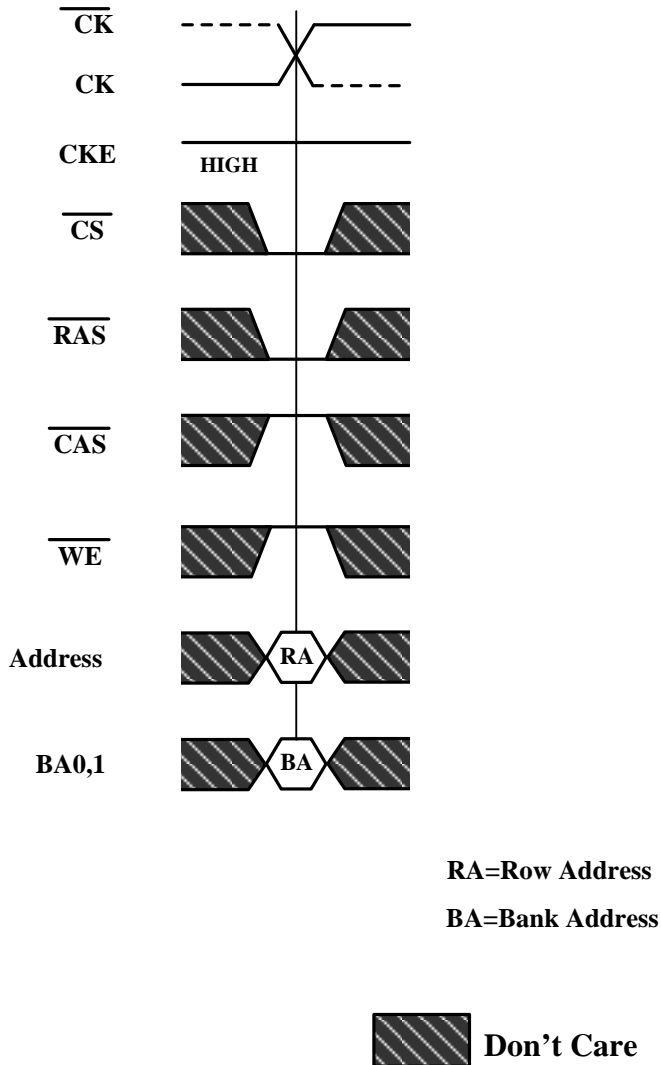 CK
CK
CKE
HIGH
CS
RAS
CAS
WE
Address
RA
BA0,1
BA
RA=Row Address
BA=Bank Address
Don't Care